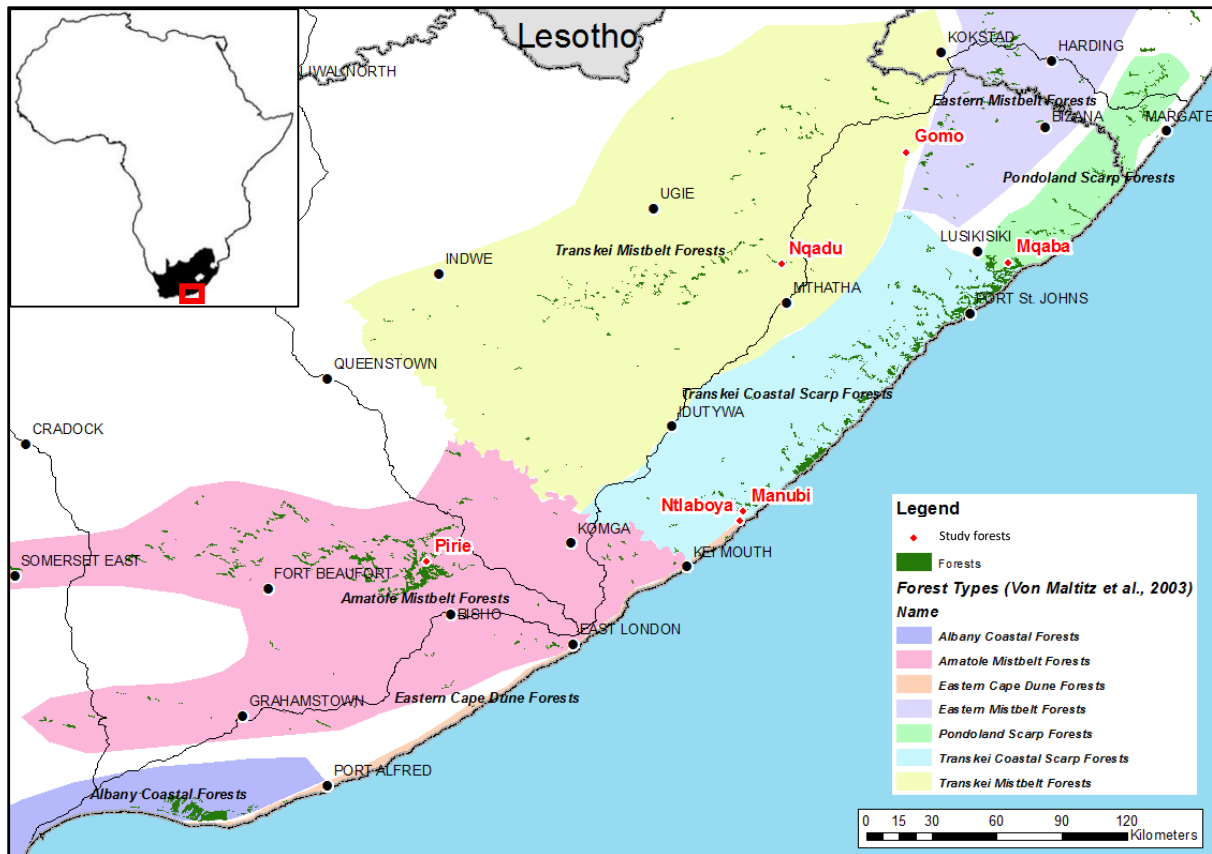 Lesotho
KOKSTAD
HARDING
LIWAL NORTH
Eastern Mistbelt Forests
BIZANA
MARGATE
Gomo
Pondoland Scarp Forests
UGIE
LUSIKISIKI
Mqaba
Transkei Mistbelt Forests
Nqadu
INDWE
MTHATHA
PORT St. JOHNS
QUEENSTOWN
Transkei Coastal Scarp Forests
IDUTYWA
CRADOCK
Ntlaboya
Manubi
KOMGA
Pirie
KEI MOUTH
SOMERSET EAST
FORT BEAUFORT
Amatole Mistbelt Forests
BISHO
EAST LONDON
Eastern Cape Dune Forests
GRAHAMSTOWN
PORT ALFRED
Albany Coastal Forests
Legend
Study forests
Forests
Forest Types (Von Maltitz et al., 2003)
Name
Albany Coastal Forests
Amatole Mistbelt Forests
Eastern Cape Dune Forests
Eastern Mistbelt Forests
Pondoland Scarp Forests
Transkei Coastal Scarp Forests
Transkei Mistbelt Forests
0 15 30 60 90 120
Kilometers